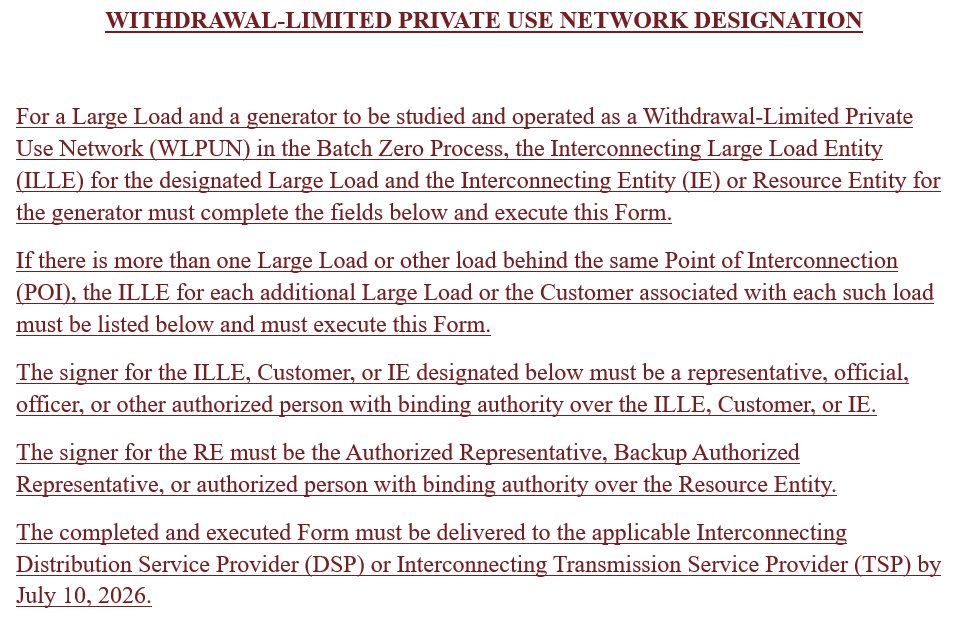 WITHDRAWAL-LIMITED PRIVATE USE NETWORK DESIGNATION
For a Large Load and a generator to be studied and operated as a Withdrawal-Limited Private
Use Network (WLPUN) in the Batch Zero Process, the Interconnecting Large Load Entity
(ILLE) for the designated Large Load and the Interconnecting Entity (IE) or Resource Entity for
the generator must complete the fields below and execute this Form.
If there is more than one Large Load or other load behind the same Point of Interconnection
(POI), the ILLE for each additional Large Load or the Customer associated with each such load
must be listed below and must execute this Form.
The signer for the ILLE, Customer, or IE designated below must be a representative, official,
officer, or other authorized person with binding authority over the ILLE, Customer, or IE.
The signer for the RE must be the Authorized Representative, Backup Authorized
Representative, or authorized person with binding authority over the Resource Entity.
The completed and executed Form must be delivered to the applicable Interconnecting
Distribution Service Provider (DSP) or Interconnecting Transmission Service Provider (TSP) by
July 10, 2026.